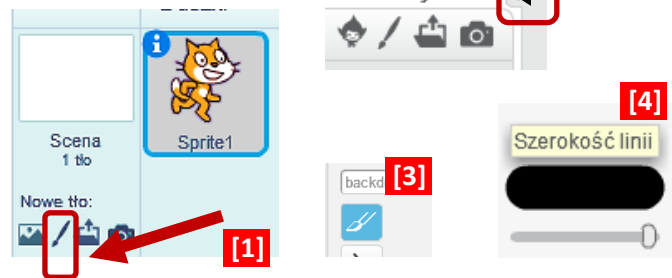 Scena
1 tło
Sprite1
Nowe tło:
[1]
backd
[3]
[4]
Szerokość linii